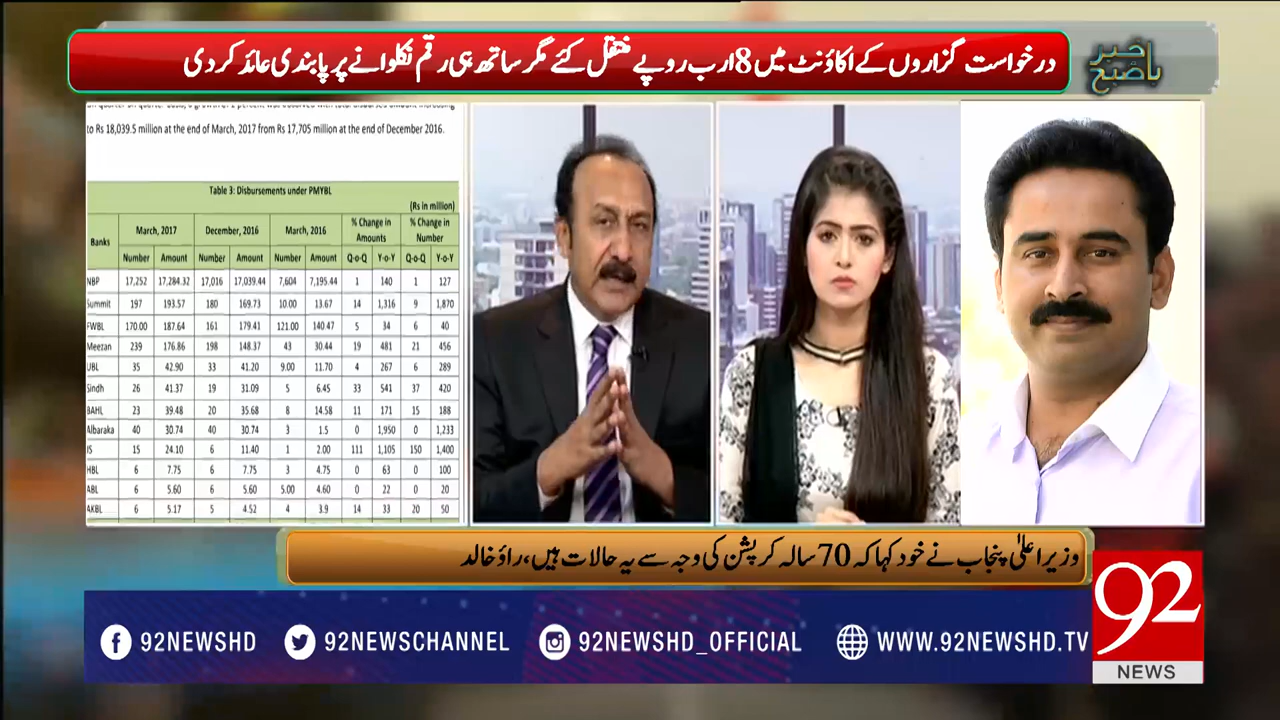 درخواست گزاروں کے اکاؤنٹ میں 8 ارب روپے منتقل کئے مگر ساتھ ہی رقم نکلوانے پر پابندی عائد کر دی
باخبر صبح
to Rs 18,039.5 million at the end of March, 2017 from Rs 17,705 million at the end of December 2016.
Table 3: Disbursements under PMYBL
(Rs in million)
Banks March, 2017 December, 2016 March, 2016 % Change in Amounts % Change in Number
Number Amount Number Amount Number Amount Q-o-Q Y-o-Y Q-o-Q Y-o-Y
NBP 17,252 17,284.32 17,016 17,039.44 7,604 7,195.44 1 140 1 127
Summit 197 193.57 180 169.73 10.00 13.67 14 1,316 9 1,870
FWBL 170.00 187.64 161 179.41 121.00 140.47 5 34 6 40
Meezan 239 176.86 198 148.37 43 30.44 19 481 21 456
UBL 35 42.90 33 41.20 9.00 11.70 4 267 6 289
Sindh 26 41.37 19 31.09 5 6.45 33 541 37 420
BAHL 23 39.48 20 35.68 8 14.58 11 171 15 188
Albaraka 40 30.74 40 30.74 3 1.5 0 1,950 0 1,233
JS 15 24.10 6 11.40 1 2.00 111 1,105 150 1,400
HBL 6 7.75 6 7.75 3 4.75 0 63 0 100
ABL 6 5.60 6 5.60 5.00 4.60 0 22 0 20
AKBL 6 5.17 5 4.52 4 3.9 14 33 20 50
وزیراعلیٰ پنجاب نے خود کہا کہ 70 سالہ کرپشن کی وجہ سے یہ حالات ہیں، راؤ خالد
92NEWSHD 92NEWSCHANNEL 92NEWSHD_OFFICIAL WWW.92NEWSHD.TV
92
NEWS